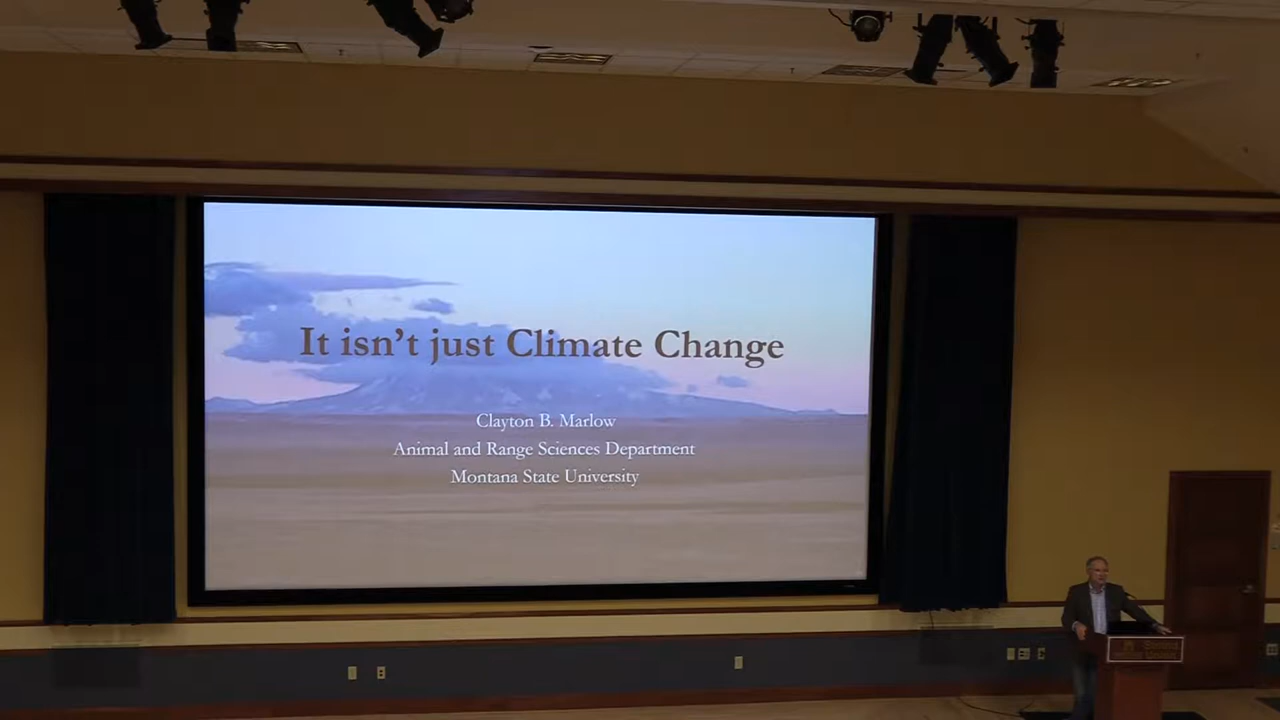 It isn't just Climate Change
Clayton B. Marlow
Animal and Range Sciences Department
Montana State University